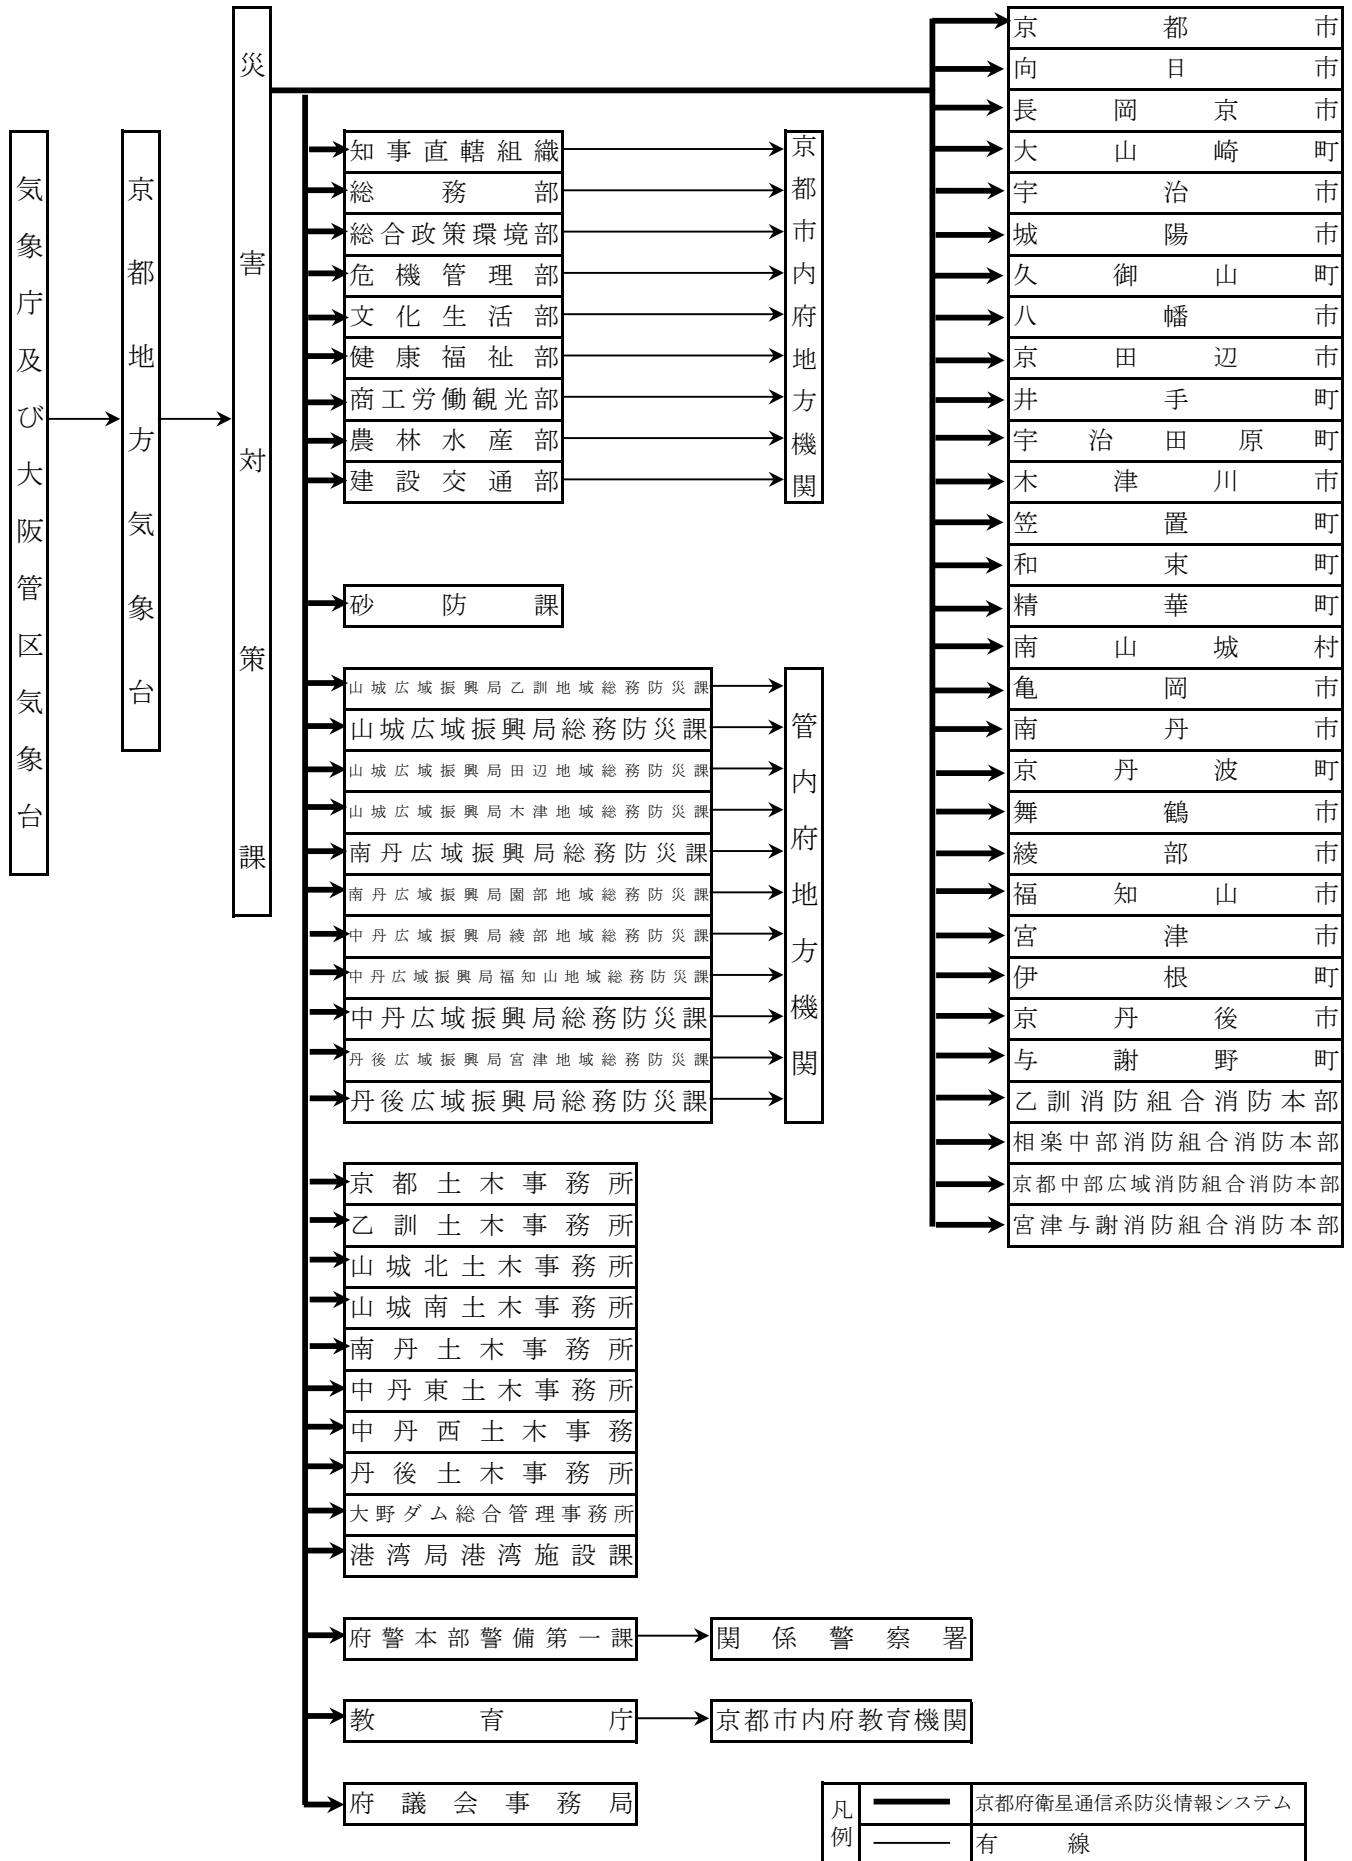 気象庁及び大阪管区気象台
京都地方気象台
災害対策課
知事直轄組織
総務部
総合政策環境部
危機管理部
文化生活部
健康福祉部
商工労働観光部
農林水産部
建設交通部
京都市内府地方機関
砂防課
山城広域振興局乙訓地域総務防災課
山城広域振興局総務防災課
山城広域振興局田辺地域総務防災課
山城広域振興局木津地域総務防災課
南丹広域振興局総務防災課
南丹広域振興局園部地域総務防災課
中丹広域振興局綾部地域総務防災課
中丹広域振興局福知山地域総務防災課
中丹広域振興局総務防災課
丹後広域振興局宮津地域総務防災課
丹後広域振興局総務防災課
管内府地方機関
京都土木事務所
乙訓土木事務所
山城北土木事務所
山城南土木事務所
南丹土木事務所
中丹東土木事務所
中丹西土木事務
丹後土木事務所
大野ダム総合管理事務所
港湾局港湾施設課
府警本部警備第一課
関係警察署
教育庁
京都市内府教育機関
府議会事務局
京都市
向日市
長岡京市
大山崎町
宇治市
城陽市
久御山町
八幡市
京田辺市
井手町
宇治田原町
木津川市
笠置町
和束町
精華町
南山城村
亀岡市
南丹市
京丹波町
舞鶴市
綾部市
福知山市
宮津市
伊根町
京丹後市
与謝野町
乙訓消防組合消防本部
相楽中部消防組合消防本部
京都中部広域消防組合消防本部
宮津与謝消防組合消防本部
凡例
京都府衛星通信系防災情報システム
有線